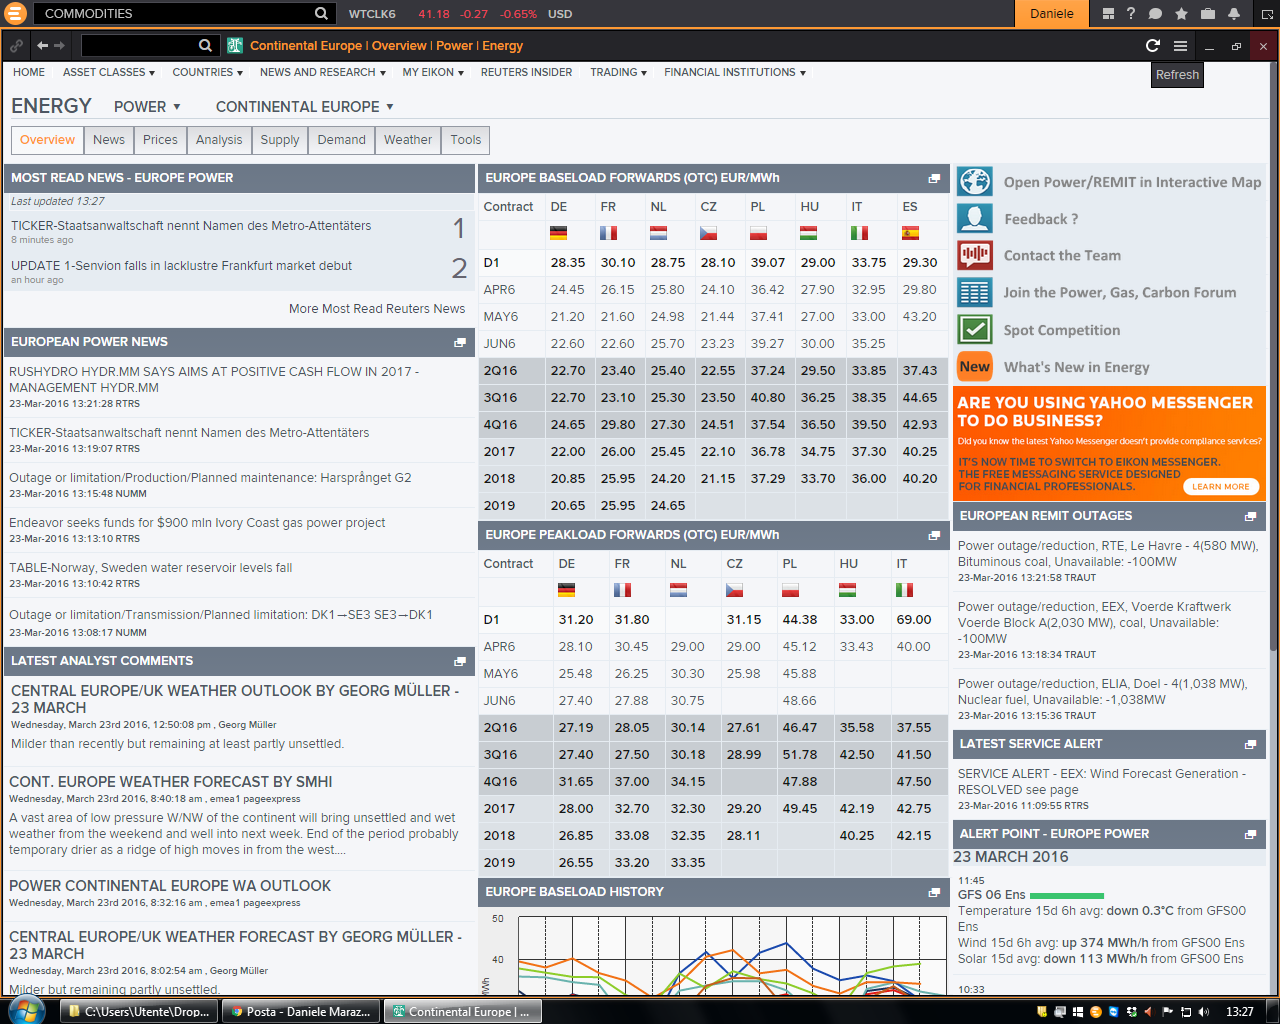 COMMODITIES
WTCLK6 41.18 -0.27 -0.65% USD
Daniele
Continental Europe | Overview | Power | Energy
HOME ASSET CLASSES COUNTRIES NEWS AND RESEARCH MY EIKON REUTERS INSIDER TRADING FINANCIAL INSTITUTIONS
Refresh
ENERGY POWER CONTINENTAL EUROPE
Overview News Prices Analysis Supply Demand Weather Tools
MOST READ NEWS - EUROPE POWER
Last updated 13:27
TICKER-Staatsanwaltschaft nennt Namen des Metro-Attentäters
8 minutes ago
1
UPDATE 1-Senvion falls in lacklustre Frankfurt market debut
an hour ago
2
More Most Read Reuters News
EUROPEAN POWER NEWS
RUSHYDRO HYDR.MM SAYS AIMS AT POSITIVE CASH FLOW IN 2017 -
MANAGEMENT HYDR.MM
23-Mar-2016 13:21:28 RTRS
TICKER-Staatsanwaltschaft nennt Namen des Metro-Attentäters
23-Mar-2016 13:19:07 RTRS
Outage or limitation/Production/Planned maintenance: Harsprånget G2
23-Mar-2016 13:15:48 NUMM
Endeavor seeks funds for $900 mln Ivory Coast gas power project
23-Mar-2016 13:13:10 RTRS
TABLE-Norway, Sweden water reservoir levels fall
23-Mar-2016 13:10:42 RTRS
Outage or limitation/Transmission/Planned limitation: DK1→SE3 SE3→DK1
23-Mar-2016 13:08:17 NUMM
LATEST ANALYST COMMENTS
CENTRAL EUROPE/UK WEATHER OUTLOOK BY GEORG MÜLLER -
23 MARCH
Wednesday, March 23rd 2016, 12:50:08 pm , Georg Müller
Milder than recently but remaining at least partly unsettled.
CONT. EUROPE WEATHER FORECAST BY SMHI
Wednesday, March 23rd 2016, 8:40:18 am , emea1 pageexpress
A vast area of low pressure W/NW of the continent will bring unsettled and wet
weather from the weekend and well into next week. End of the period probably
temporary drier as a ridge of high moves in from the west....
POWER CONTINENTAL EUROPE WA OUTLOOK
Wednesday, March 23rd 2016, 8:32:16 am , emea1 pageexpress
CENTRAL EUROPE/UK WEATHER FORECAST BY GEORG MÜLLER -
23 MARCH
Wednesday, March 23rd 2016, 8:02:54 am , Georg Müller
Milder but remaining partly unsettled.
EUROPE BASELOAD FORWARDS (OTC) EUR/MWh
Contract DE FR NL CZ PL HU IT ES
D1 28.35 30.10 28.75 28.10 39.07 29.00 33.75 29.30
APR6 24.45 26.15 25.80 24.10 36.42 27.90 32.95 29.80
MAY6 21.20 21.60 24.98 21.44 37.41 27.00 33.00 43.20
JUN6 22.60 22.60 25.70 23.23 39.27 30.00 35.25
2Q16 22.70 23.40 25.40 22.55 37.24 29.50 33.85 37.43
3Q16 22.70 23.10 25.30 23.50 40.80 36.25 38.35 44.65
4Q16 24.65 29.80 27.30 24.51 37.54 36.50 39.50 42.93
2017 22.00 26.00 25.45 22.10 36.78 34.75 37.30 40.25
2018 20.85 25.95 24.20 21.15 37.29 33.70 36.00 40.20
2019 20.65 25.95 24.65
EUROPE PEAKLOAD FORWARDS (OTC) EUR/MWh
Contract DE FR NL CZ PL HU IT
D1 31.20 31.80 31.15 44.38 33.00 69.00
APR6 28.10 30.45 29.00 29.00 45.12 33.43 40.00
MAY6 25.48 26.25 30.30 25.98 45.88
JUN6 27.40 27.88 30.75 48.66
2Q16 27.19 28.05 30.14 27.61 46.47 35.58 37.55
3Q16 27.40 27.50 30.18 28.99 51.78 42.50 41.50
4Q16 31.65 37.00 34.15 47.88 47.50
2017 28.00 32.70 32.30 29.20 49.45 42.19 42.75
2018 26.85 33.08 32.35 28.11 40.25 42.15
2019 26.55 33.20 33.35
EUROPE BASELOAD HISTORY
50
40
MWh
Open Power/REMIT in Interactive Map
Feedback ?
Contact the Team
Join the Power, Gas, Carbon Forum
Spot Competition
New What's New in Energy
ARE YOU USING YAHOO MESSENGER
TO DO BUSINESS?
Did you know the latest Yahoo Messenger doesn't provide compliance services?
IT'S NOW TIME TO SWITCH TO EIKON MESSENGER.
THE FREE MESSAGING SERVICE DESIGNED
FOR FINANCIAL PROFESSIONALS.
LEARN MORE
EUROPEAN REMIT OUTAGES
Power outage/reduction, RTE, Le Havre - 4(580 MW),
Bituminous coal, Unavailable: -100MW
23-Mar-2016 13:21:58 TRAUT
Power outage/reduction, EEX, Voerde Kraftwerk
Voerde Block A(2,030 MW), coal, Unavailable:
-100MW
23-Mar-2016 13:18:34 TRAUT
Power outage/reduction, ELIA, Doel - 4(1,038 MW),
Nuclear fuel, Unavailable: -1,038MW
23-Mar-2016 13:15:36 TRAUT
LATEST SERVICE ALERT
SERVICE ALERT - EEX: Wind Forecast Generation -
RESOLVED see page
23-Mar-2016 11:09:55 RTRS
ALERT POINT - EUROPE POWER
23 MARCH 2016
11:45
GFS 06 Ens
Temperature 15d 6h avg: down 0.3°C from GFS00
Ens
Wind 15d 6h avg: up 374 MWh/h from GFS00 Ens
Solar 15d avg: down 113 MWh/h from GFS00 Ens
10:33
C:\Users\Utente\Drop...
Posta - Daniele Maraz...
Continental Europe | ...
13:27